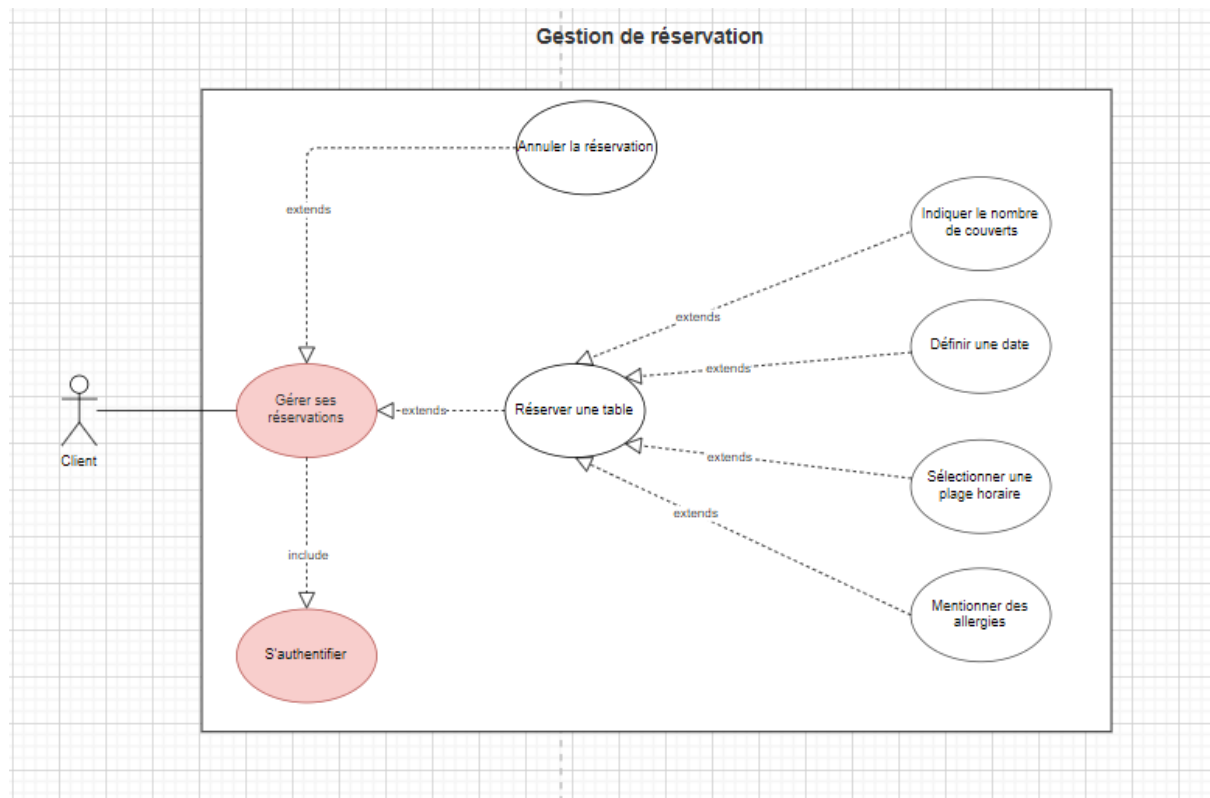 Gestion de réservation
Annuler la réservation
extends
Indiquer le nombre
de couverts
extends
Définir une date
extends
Gérer ses
réservations
extends
Réserver une table
Client
extends
Sélectionner une
plage horaire
extends
include
Mentionner des
allergies
S'authentifier